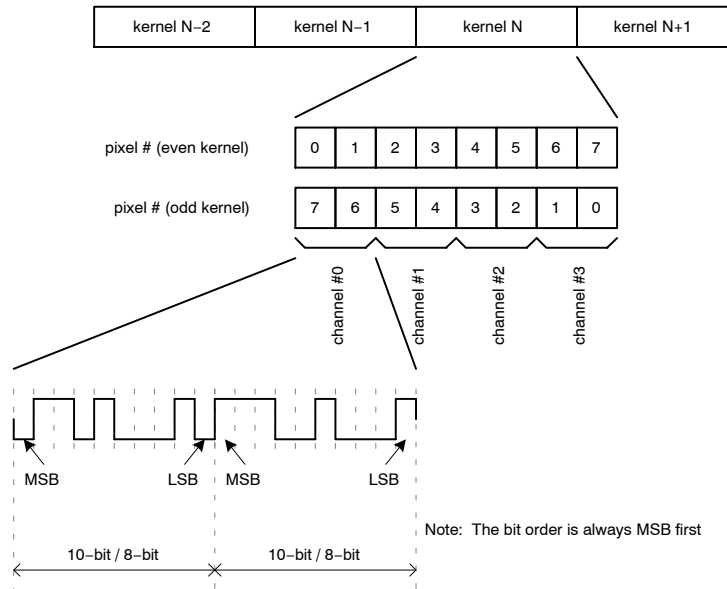 kernel N−2 kernel N−1 kernel N kernel N+1
pixel # (even kernel) 0 1 2 3 4 5 6 7
pixel # (odd kernel) 7 6 5 4 3 2 1 0
channel #0 channel #1 channel #2 channel #3
MSB LSB MSB LSB
Note: The bit order is always MSB first
10−bit / 8−bit 10−bit / 8−bit